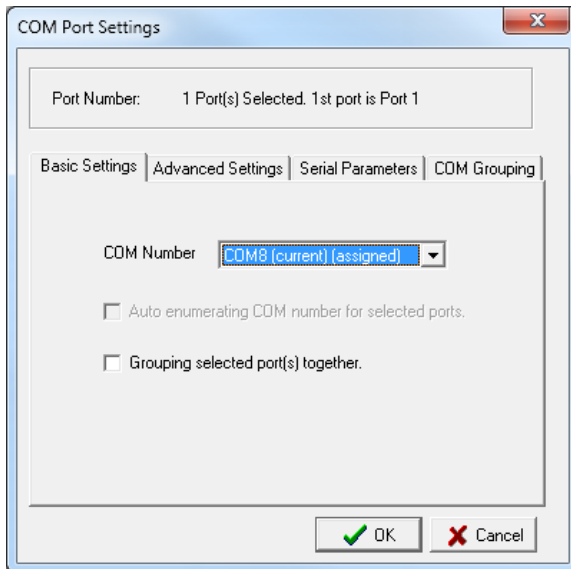 COM Port Settings
Port Number: 1 Port(s) Selected. 1st port is Port 1
Basic Settings Advanced Settings Serial Parameters COM Grouping
COM Number COM8 (current) (assigned)
Auto enumerating COM number for selected ports.
Grouping selected port(s) together.
OK Cancel